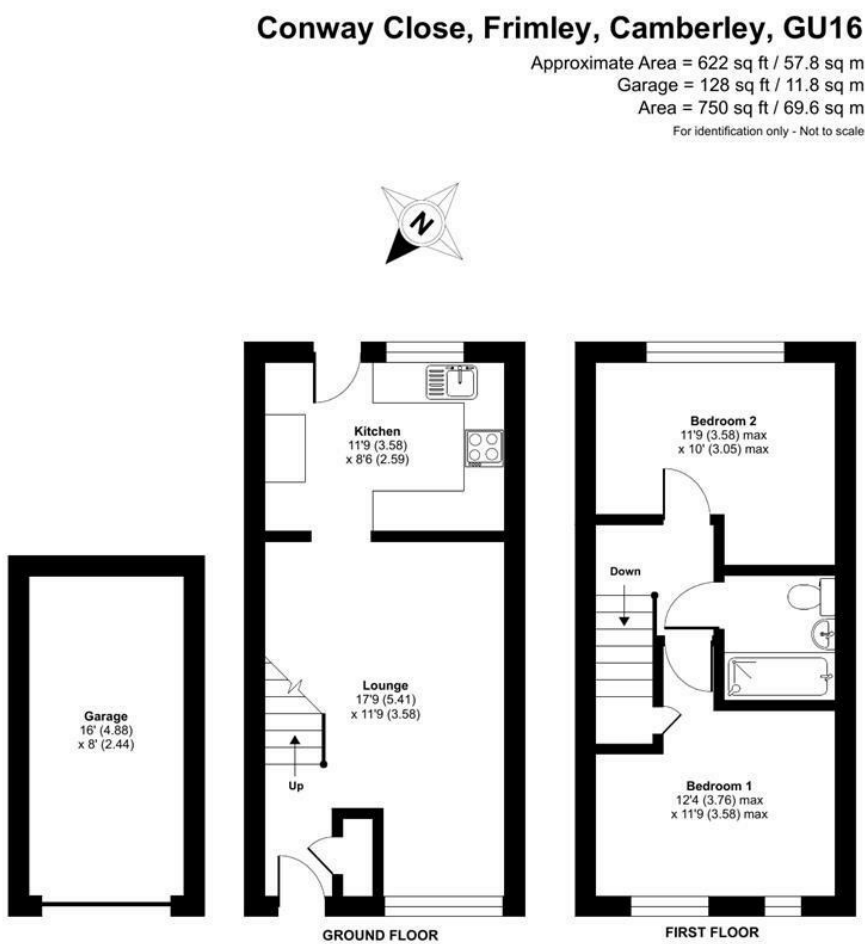 Conway Close, Frimley, Camberley, GU16
Approximate Area = 622 sq ft / 57.8 sq m
Garage = 128 sq ft / 11.8 sq m
Area = 750 sq ft / 69.6 sq m
For identification only - Not to scale
N
Kitchen
11'9 (3.58)
x 8'6 (2.59)
Lounge
17'9 (5.41)
x 11'9 (3.58)
Up
Garage
16' (4.88)
x 8' (2.44)
GROUND FLOOR
Bedroom 2
11'9 (3.58) max
x 10' (3.05) max
Down
Bedroom 1
12'4 (3.76) max
x 11'9 (3.58) max
FIRST FLOOR